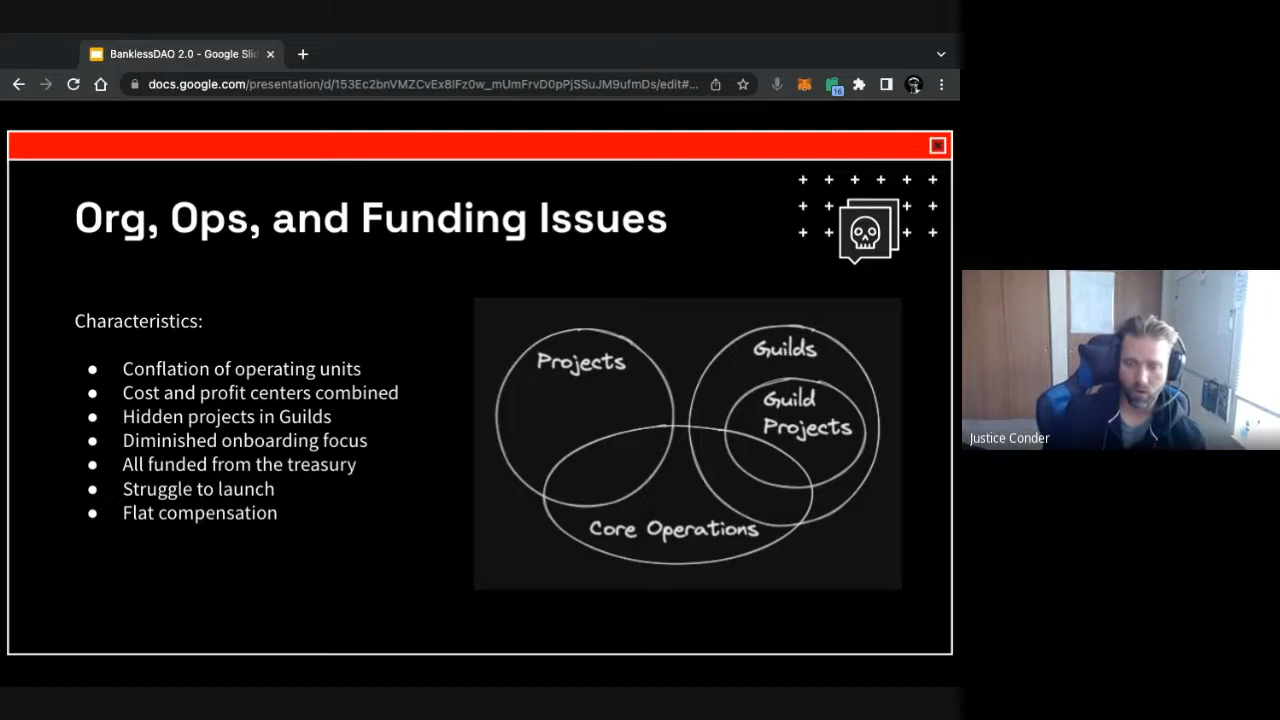 BanklessDAO 2.0 - Google Slid
docs.google.com/presentation/d/153Ec2bnVMZCvEx8IFz0w_mUmFrvD0pPjSSuJM9ufmDs/edit#...
16
Org, Ops, and Funding Issues
Characteristics:
Conflation of operating units
Cost and profit centers combined
Hidden projects in Guilds
Diminished onboarding focus
All funded from the treasury
Struggle to launch
Flat compensation
Projects
Guilds
Guild
Projects
Core Operations
Justice Conder